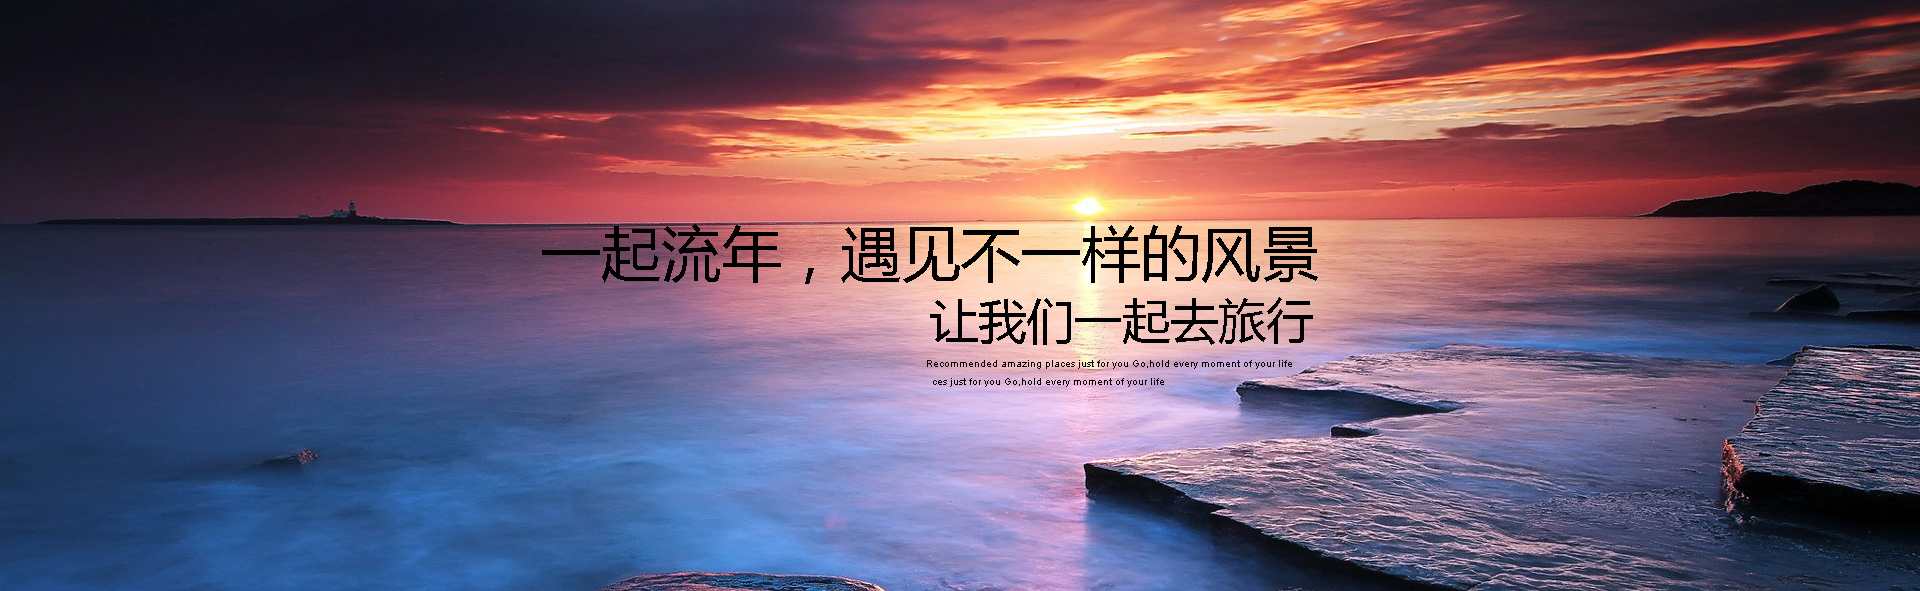 一起流年，遇见不一样的风景
让我们一起去旅行
Recommended amazing places just for you Go,hold every moment of your life
ces just for you Go,hold every moment of your life